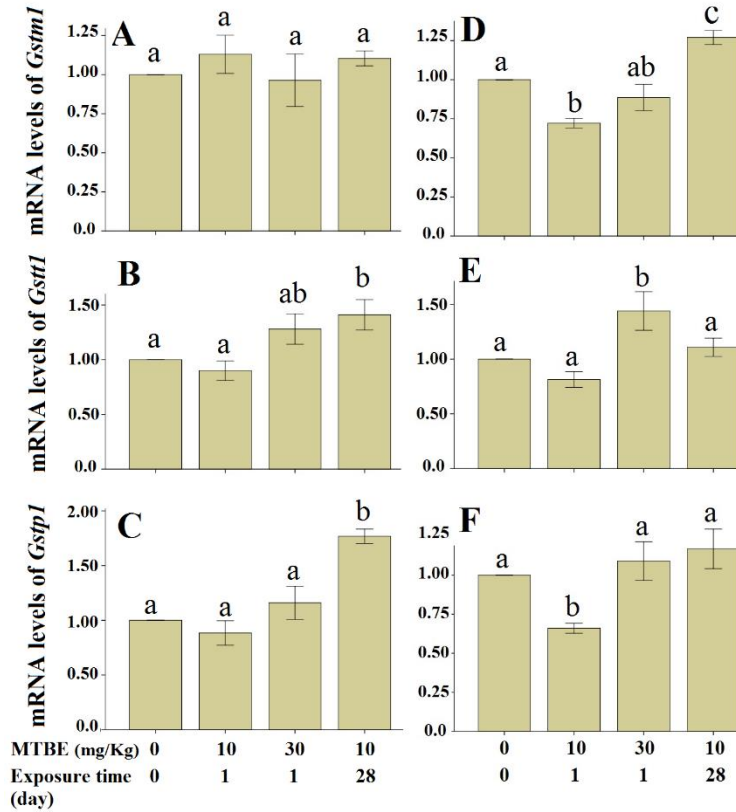 mRNA levels of Gstm1
A
1.25
1.00
0.75
0.50
0.25
0.0
a
a
a
a
D
1.25
1.00
0.75
0.50
0.25
0.0
a
b
ab
c
mRNA levels of Gstt1
B
1.50
1.00
0.50
0.0
a
a
ab
b
E
1.50
1.00
0.50
0.0
a
a
b
a
mRNA levels of Gstp1
C
2.00
1.50
1.00
0.50
0.0
a
a
a
b
F
1.25
1.00
0.75
0.50
0.25
0.0
a
b
a
a
MTBE (mg/Kg) 0 10 30 10 0 10 30 10
Exposure time 0 1 1 28 0 1 1 28
(day)